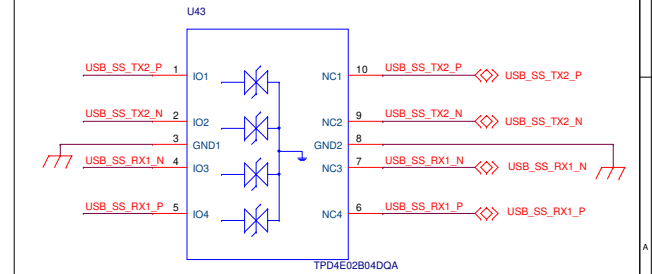 U43
USB_SS_TX2_P 1 IO1 NC1 10 USB_SS_TX2_P USB_SS_TX2_P
USB_SS_TX2_N 2 IO2 NC2 9 USB_SS_TX2_N USB_SS_TX2_N
3 GND1 GND2 8
USB_SS_RX1_N 4 IO3 NC3 7 USB_SS_RX1_N USB_SS_RX1_N
USB_SS_RX1_P 5 IO4 NC4 6 USB_SS_RX1_P USB_SS_RX1_P
A
TPD4E02B04DQA